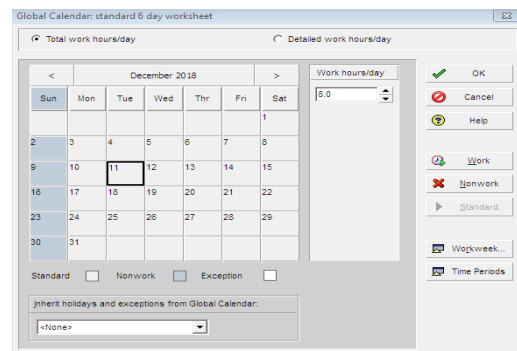 Global Calendar: standard 6 day worksheet
Total work hours/day
Detailed work hours/day
< December 2018 >
Sun Mon Tue Wed Thr Fri Sat
1
2 3 4 5 6 7 8
9 10 11 12 13 14 15
16 17 18 19 20 21 22
23 24 25 26 27 28 29
30 31
Standard Nonwork Exception
Inherit holidays and exceptions from Global Calendar:
<None>
Work hours/day
8.0
OK
Cancel
Help
Work
Nonwork
Standard
Workweek...
Time Periods